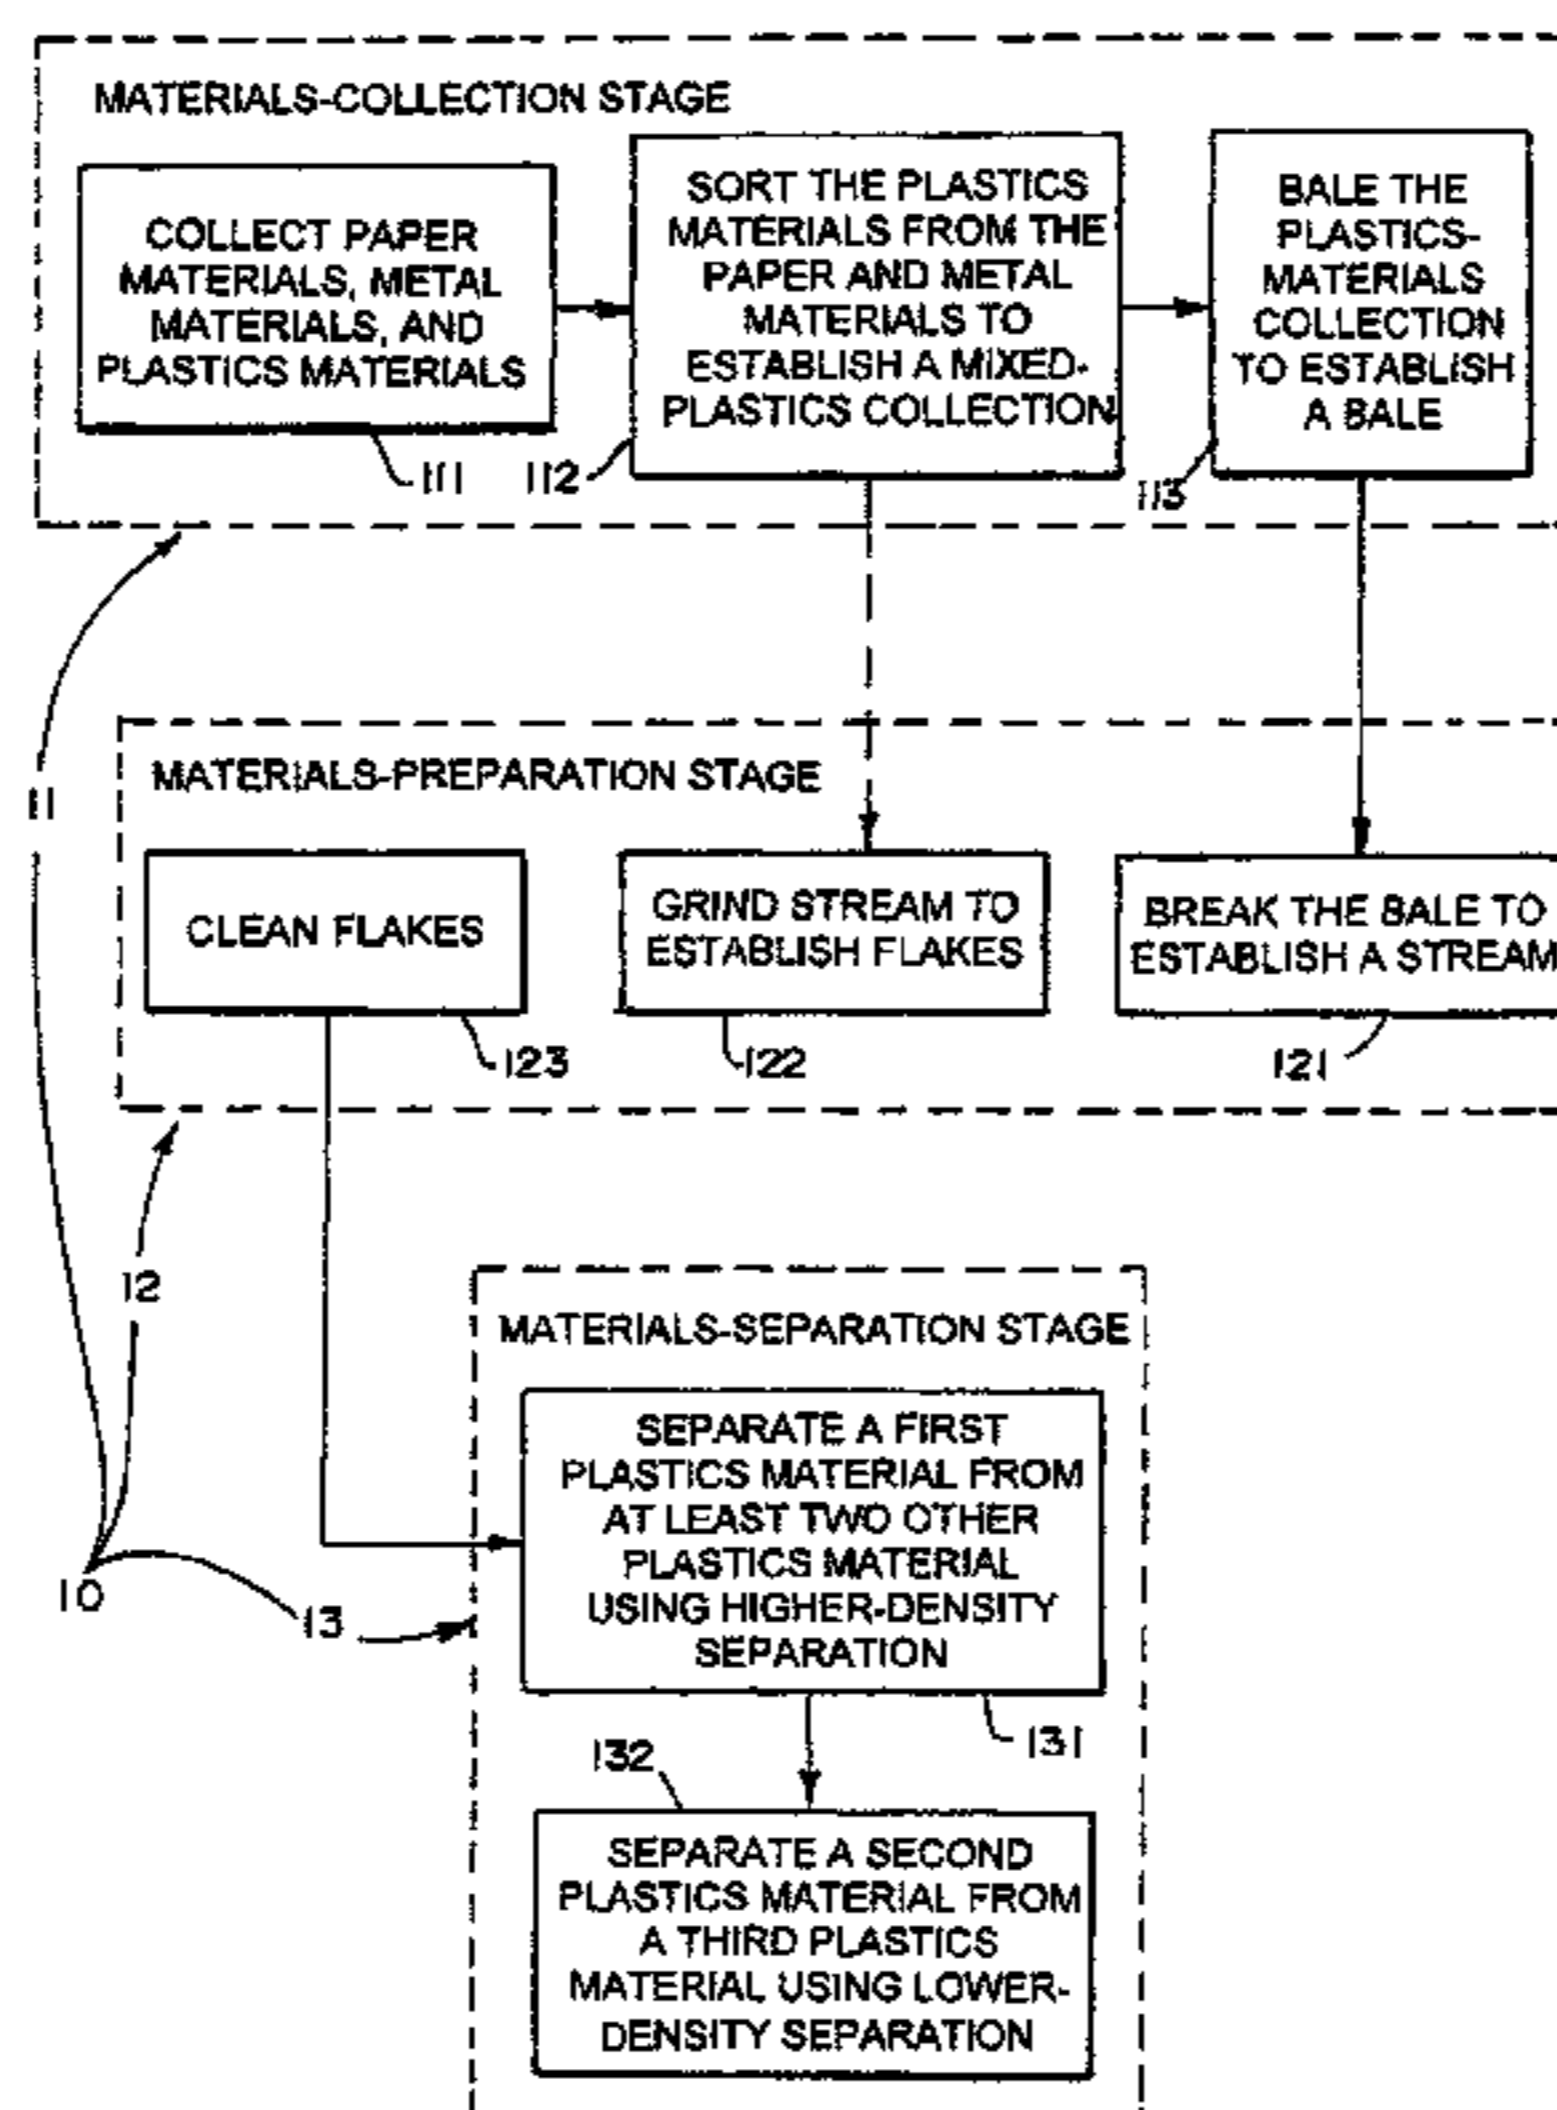 MATERIALS-COLLECTION STAGE
COLLECT PAPER
MATERIALS, METAL
MATERIALS, AND
PLASTICS MATERIALS
111
SORT THE PLASTICS
MATERIALS FROM THE
PAPER AND METAL
MATERIALS TO
ESTABLISH A MIXED-
PLASTICS COLLECTION
112
BALE THE
PLASTICS-
MATERIALS
COLLECTION
TO ESTABLISH
A BALE
113
11
MATERIALS-PREPARATION STAGE
CLEAN FLAKES
123
GRIND STREAM TO
ESTABLISH FLAKES
122
BREAK THE BALE TO
ESTABLISH A STREAM
121
12
10
13
MATERIALS-SEPARATION STAGE
SEPARATE A FIRST
PLASTICS MATERIAL FROM
AT LEAST TWO OTHER
PLASTICS MATERIAL
USING HIGHER-DENSITY
SEPARATION
131
132
SEPARATE A SECOND
PLASTICS MATERIAL FROM
A THIRD PLASTICS
MATERIAL USING LOWER-
DENSITY SEPARATION